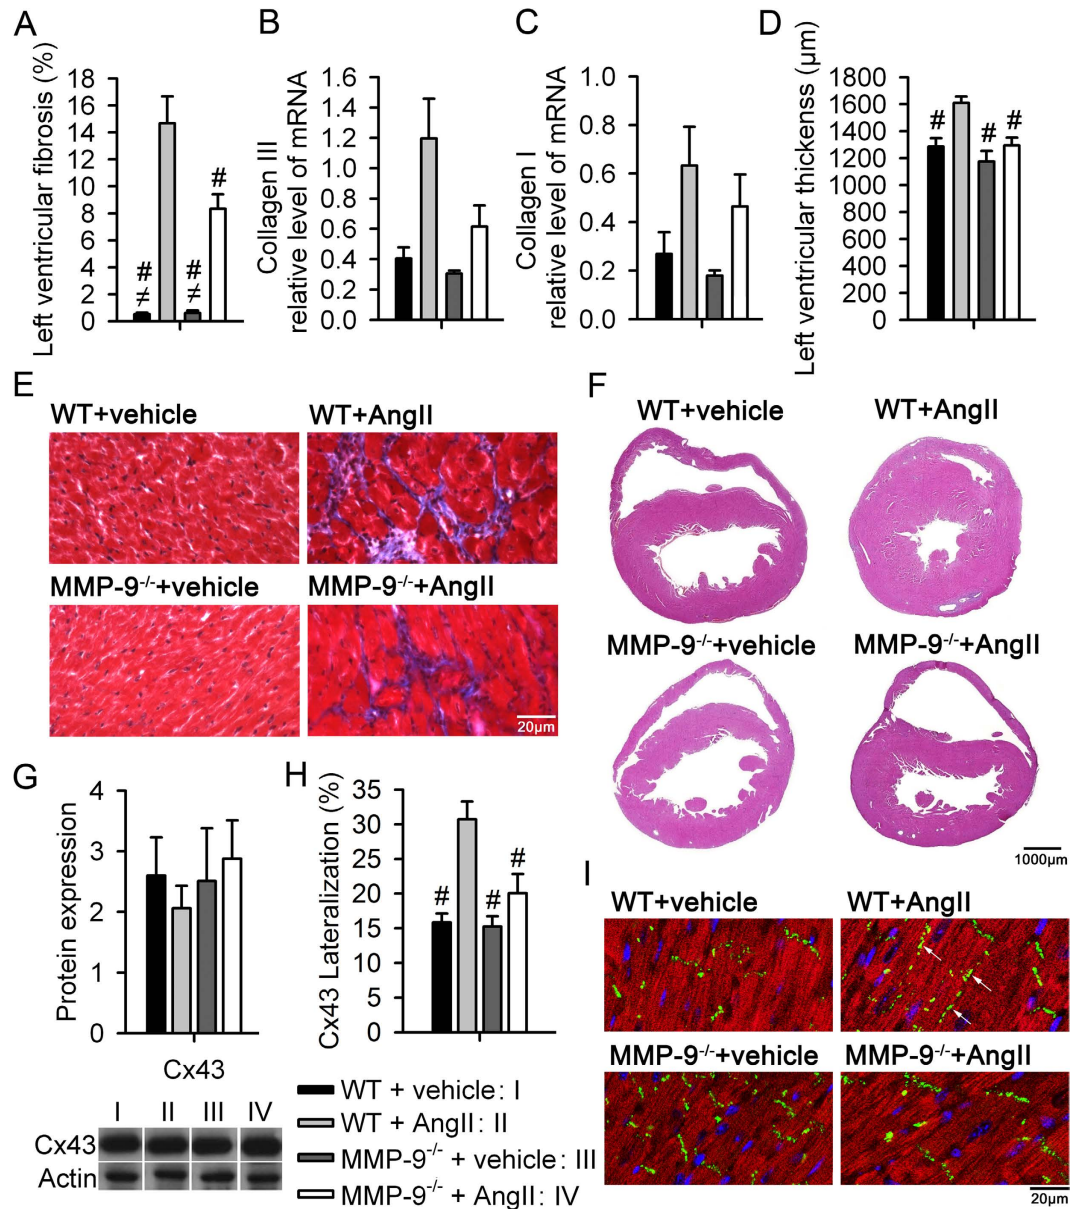 A
Left ventricular fibrosis (%)
18
16
14
12
10
8
6
4
2
0
#
≠
#
≠
#
B
Collagen III
relative level of mRNA
1.6
1.4
1.2
1.0
0.8
0.6
0.4
0.2
0.0
C
Collagen I
relative level of mRNA
1.0
0.8
0.6
0.4
0.2
0.0
D
Left ventricular thickenss (µm)
1800
1600
1400
1200
1000
800
600
400
200
0
# # #
E
WT+vehicle WT+AngII
MMP-9-/-+vehicle MMP-9-/-+AngII
20µm
F
WT+vehicle WT+AngII
MMP-9-/-+vehicle MMP-9-/-+AngII
1000µm
G
Protein expression
4
3
2
1
0
Cx43
I II III IV
Cx43
Actin
H
Cx43 Lateralization (%)
35
30
25
20
15
10
5
0
# # #
WT + vehicle: I
WT + AngII: II
MMP-9-/- + vehicle: III
MMP-9-/- + AngII: IV
I
WT+vehicle WT+AngII
MMP-9-/-+vehicle MMP-9-/-+AngII
20µm